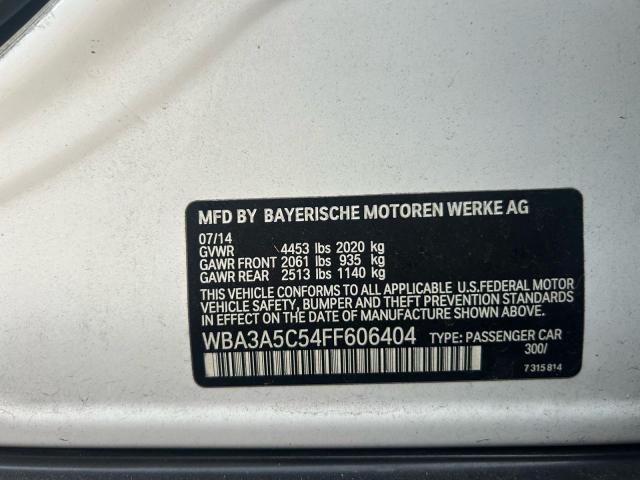 MFD BY BAYERISCHE MOTOREN WERKE AG
07/14
GVWR 4453 lbs 2020 kg
GAWR FRONT 2061 lbs 935 kg
GAWR REAR 2513 lbs 1140 kg
THIS VEHICLE CONFORMS TO ALL APPLICABLE U.S.FEDERAL MOTOR
VEHICLE SAFETY, BUMPER AND THEFT PREVENTION STANDARDS
IN EFFECT ON THE DATE OF MANUFACTURE SHOWN ABOVE.
WBA3A5C54FF606404 TYPE: PASSENGER CAR
300/
7 315 814